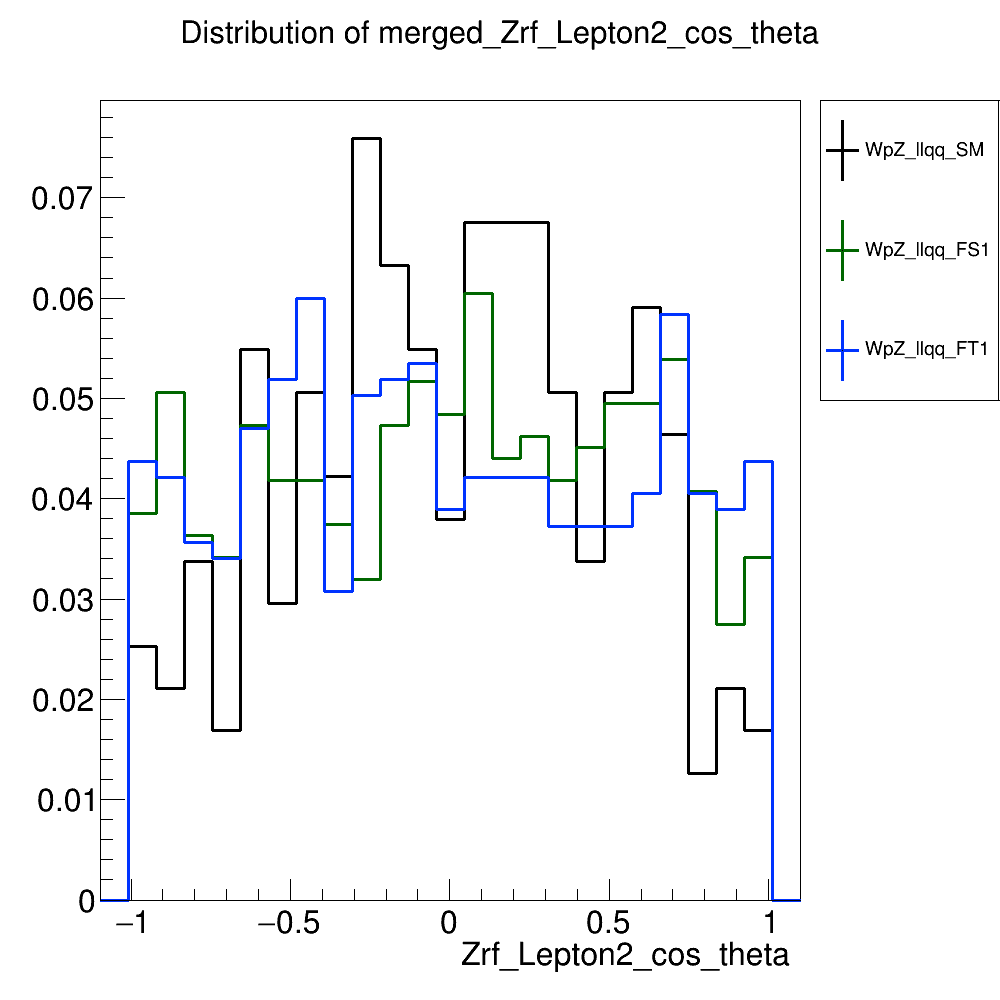 Distribution of merged_Zrf_Lepton2_cos_theta
WpZ_llqq_SM
WpZ_llqq_FS1
WpZ_llqq_FT1
0.07
0.06
0.05
0.04
0.03
0.02
0.01
0
−1
−0.5
0
0.5
1
Zrf_Lepton2_cos_theta